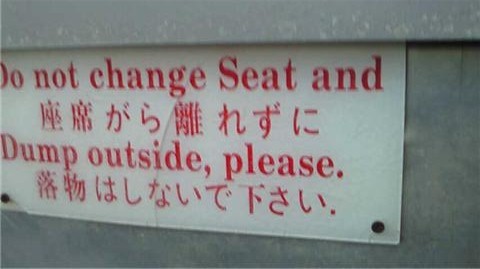 Do not change Seat and
座席がら離れずに
Dump outside, please.
落物はしないで下さい.